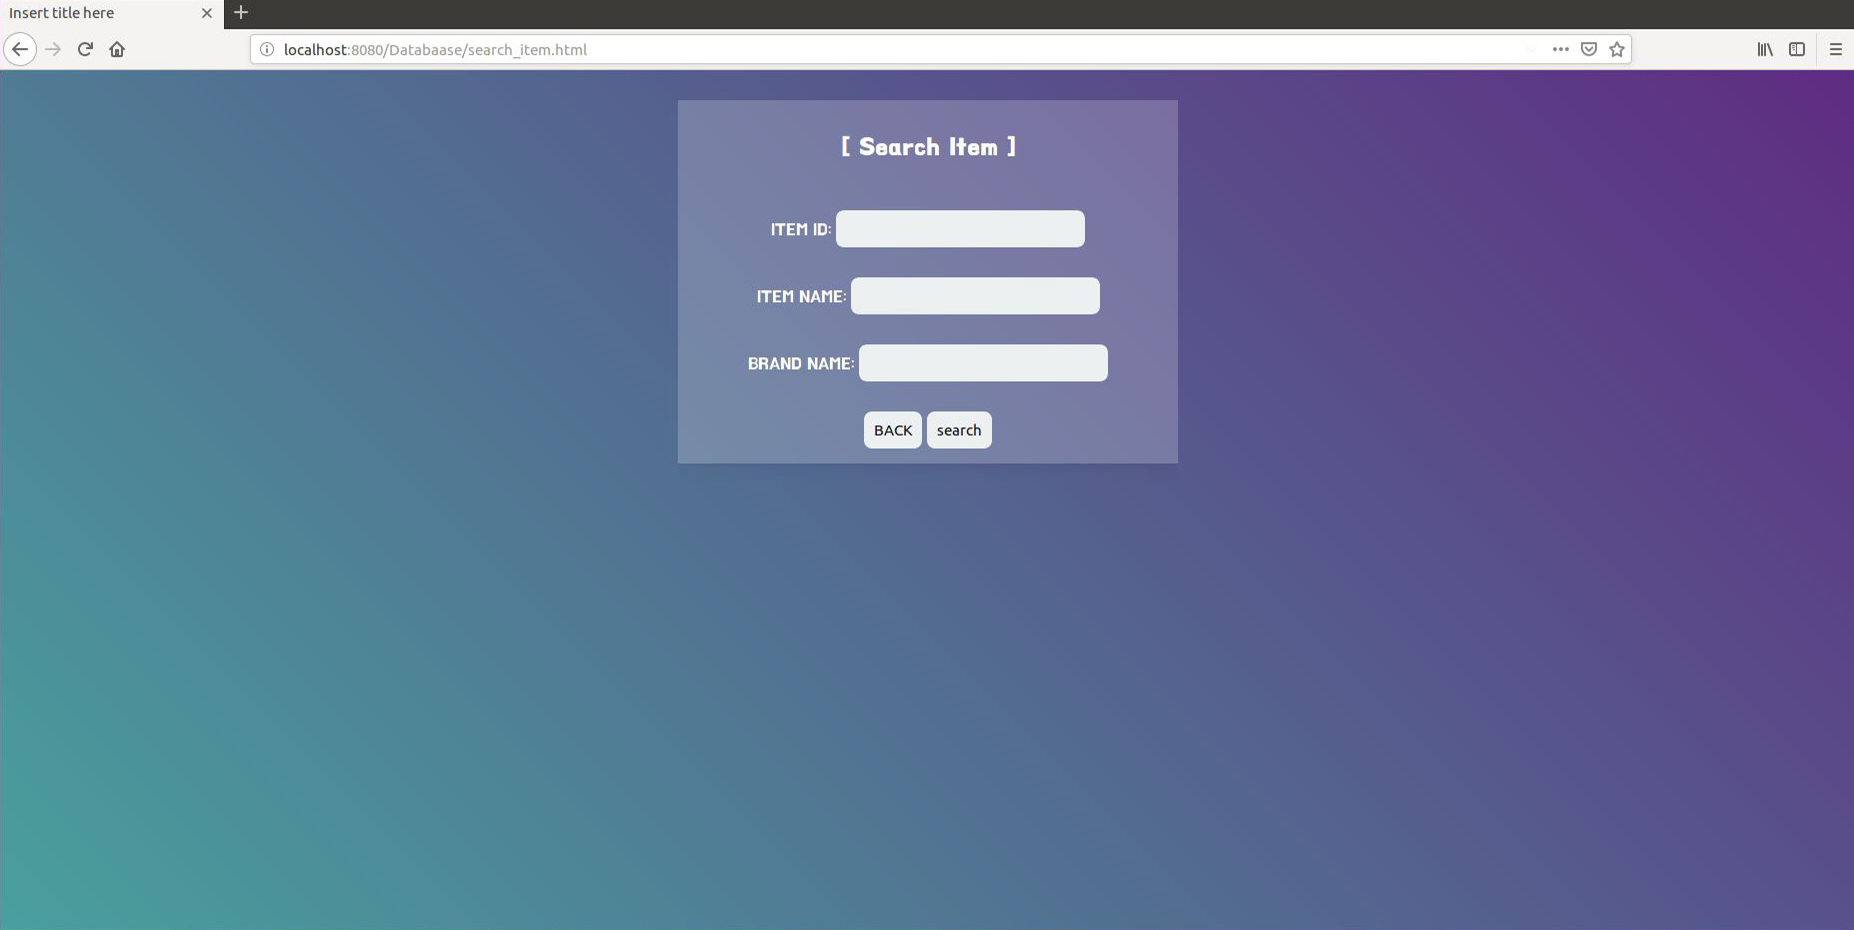 Insert title here
localhost:8080/Databaase/search_item.html
[ Search Item ]
ITEM ID:
ITEM NAME:
BRAND NAME:
BACK search